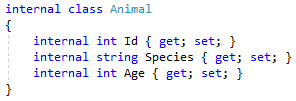 internal class Animal
{
    internal int Id { get; set; }
    internal string Species { get; set; }
    internal int Age { get; set; }
}